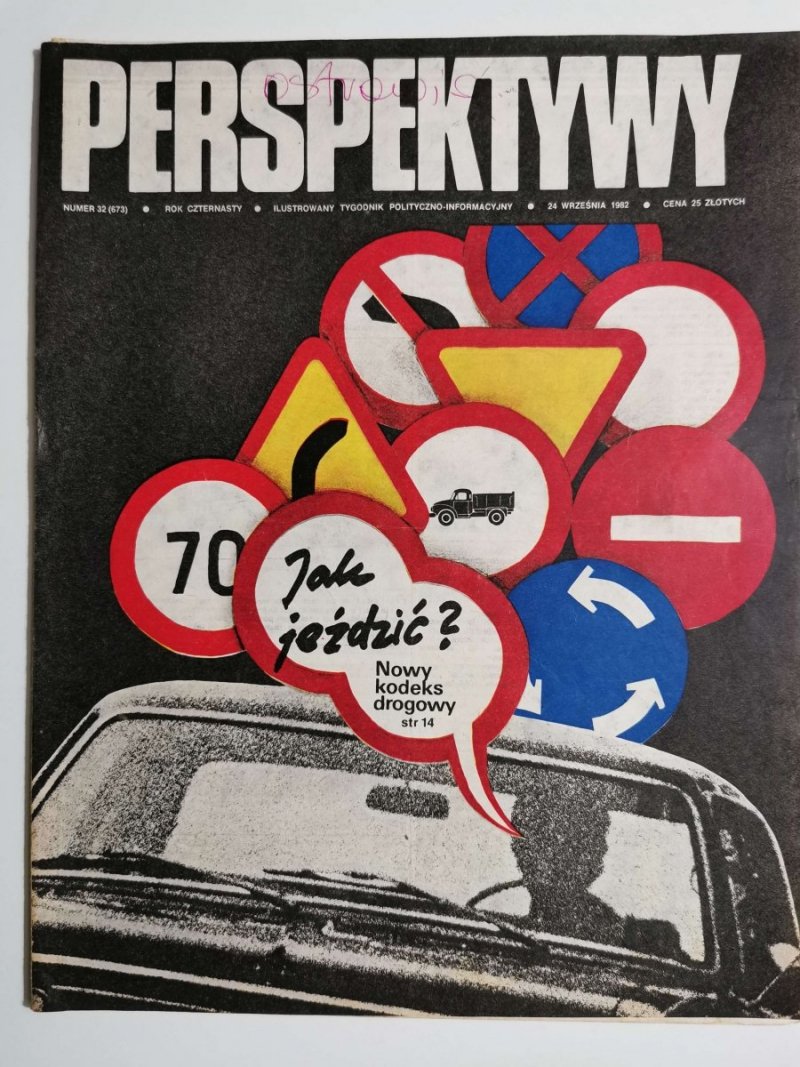 PERSPEKTYWY
NUMER 32 (673) • ROK CZTERNASTY • ILUSTROWANY TYGODNIK POLITYCZNO-INFORMACYJNY • 24 WRZEŚNIA 1982 • CENA 25 ZŁOTYCH
70
Jak
jeździć?
Nowy
kodeks
drogowy
str 14